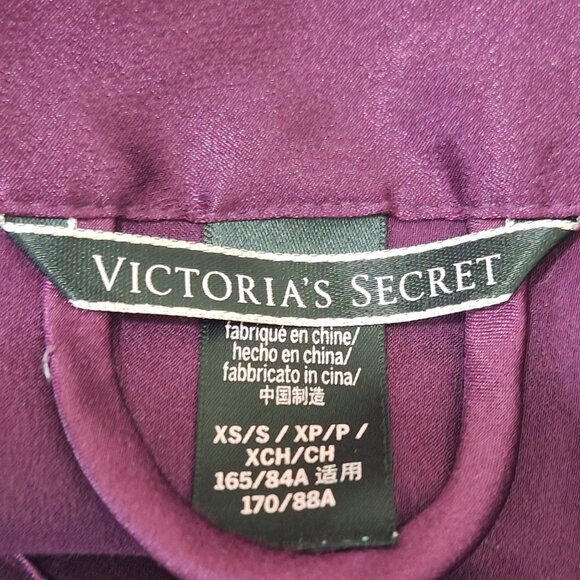 VICTORIA'S SECRET
fabriqué en chine/
hecho en china/
fabbricato in cina/
中国制造
XS/S / XP/P /
XCH/CH
165/84A 适用
170/88A